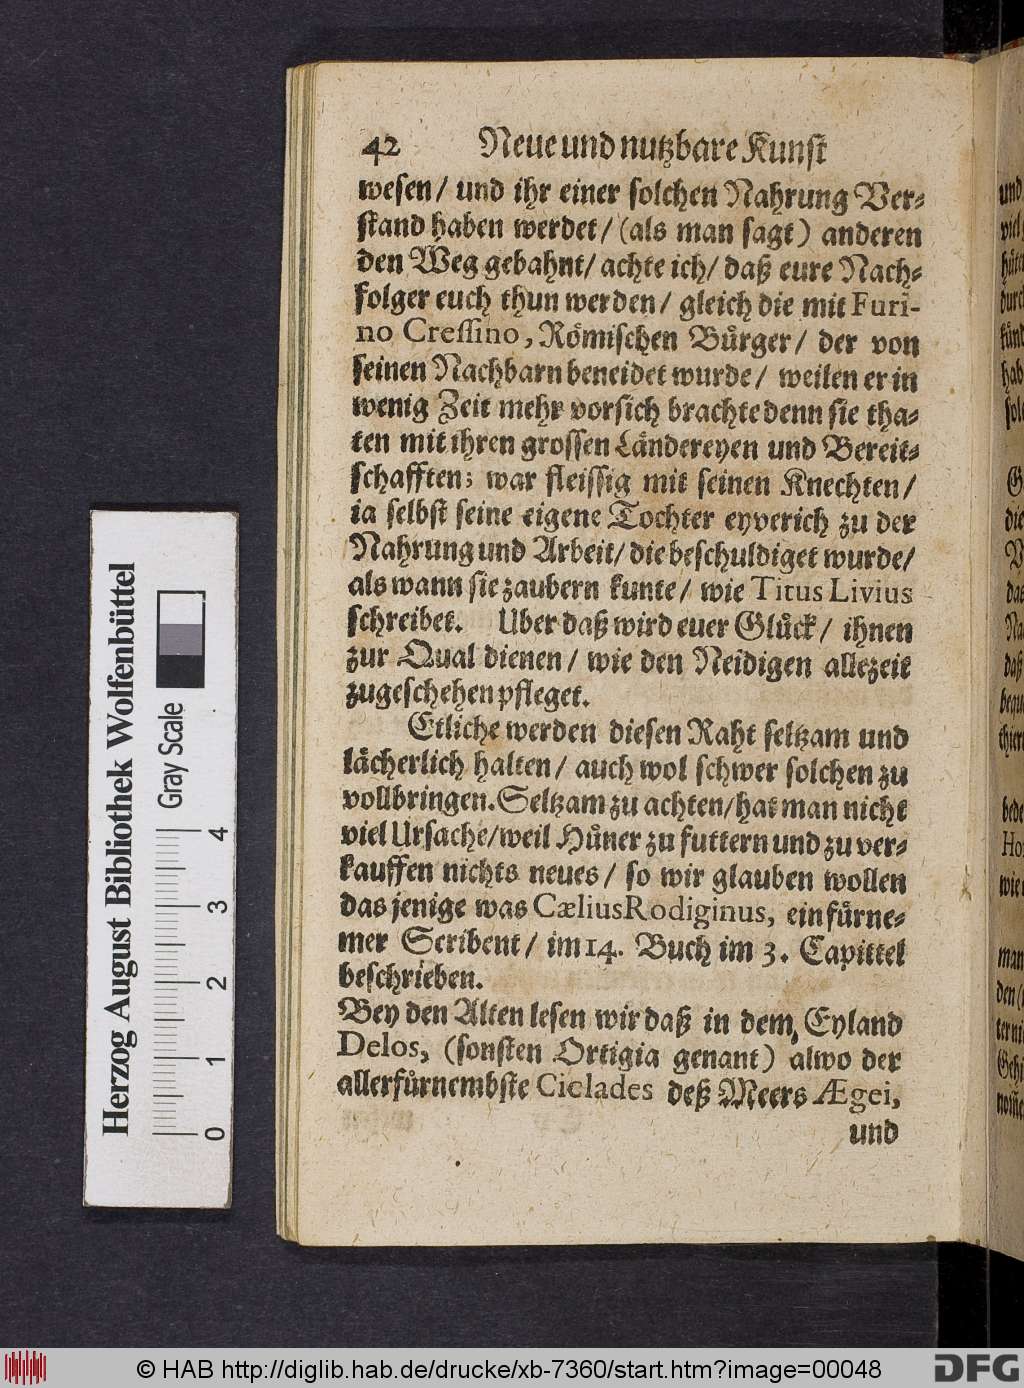 42 Neue und nutzbare Kunst
wesen/ und ihr einer solchen Nahrung Ver-
stand haben werdet/ (als man sagt) anderen
den Weg gebahnt/ achte ich/ daß eure Nach-
folger euch thun werden/ gleich die mit Furi-
no Cressino, Römischen Bürger/ der von
seinen Nachbarn beneidet wurde/ weilen er in
wenig Zeit mehr vorsich brachte denn sie tha-
ten mit ihren grossen Ländereyen und Bereit-
schafften; war fleissig mit seinen Knechten/
ia selbst seine eigene Tochter eyverich zu der
Nahrung und Arbeit/ die beschuldiget wurde/
als wann sie zaubern kunte/ wie Titus Livius
schreibet. Uber daß wird euer Glück/ ihnen
zur Qual dienen/ wie den Neidigen allezeit
zugeschehen pfleget.
Etliche werden diesen Raht seltzam und
lächerlich halten/ auch wol schwer solchen zu
vollbringen. Seltzam zu achten/ hat man nicht
viel Ursache/ weil Hüner zu futtern und zu ver-
kauffen nichts neues/ so wir glauben wollen
das jenige was Cælius Rodiginus, ein fürne-
mer Scribent/ im 14. Buch im 3. Capittel
beschrieben.
Bey den Alten lesen wir daß in dem, Eyland
Delos, (sonsten Ortigia genant) alwo der
allerfürnembste Ciclades deß Meers Ægei,
und
Herzog August Bibliothek Wolfenbüttel
Gray Scale
0 1 2 3 4
© HAB http://diglib.hab.de/drucke/xb-7360/start.htm?image=00048
DFG